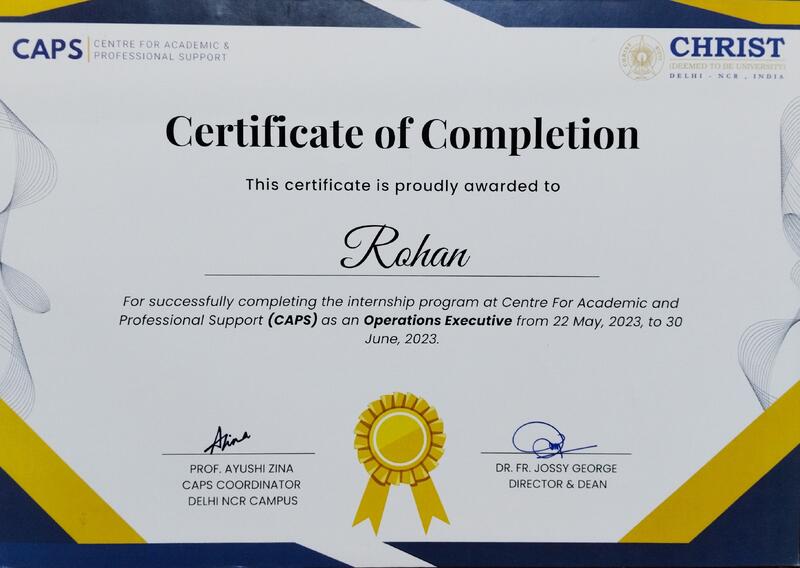 CAPS
CENTRE FOR ACADEMIC &
PROFESSIONAL SUPPORT
CHRIST
(DEEMED TO BE UNIVERSITY)
DELHI - NCR , INDIA
Certificate of Completion
This certificate is proudly awarded to
Rohan
For successfully completing the internship program at Centre For Academic and
Professional Support (CAPS) as an Operations Executive from 22 May, 2023, to 30
June, 2023.
Azina
PROF. AYUSHI ZINA
CAPS COORDINATOR
DELHI NCR CAMPUS
DR. FR. JOSSY GEORGE
DIRECTOR & DEAN